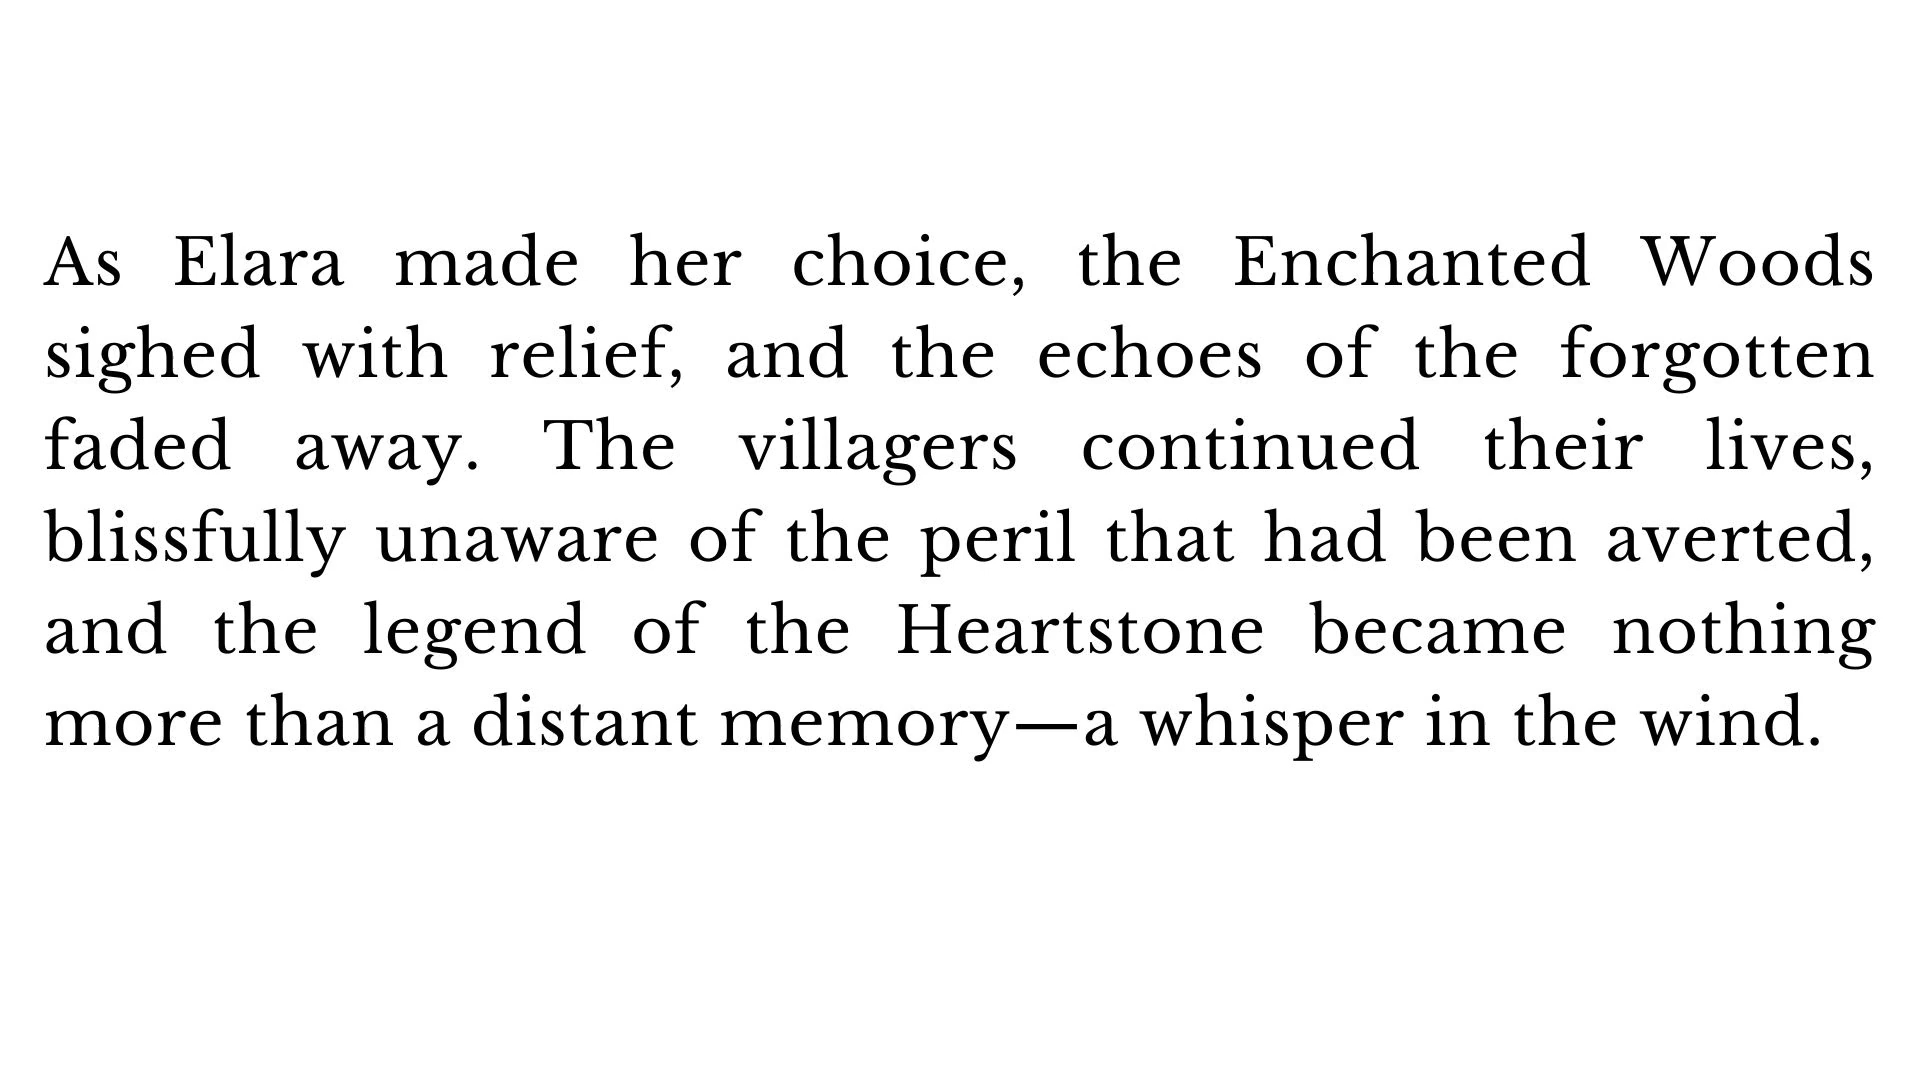 As Elara made her choice, the Enchanted Woods
sighed with relief, and the echoes of the forgotten
faded away. The villagers continued their lives,
blissfully unaware of the peril that had been averted,
and the legend of the Heartstone became nothing
more than a distant memory—a whisper in the wind.